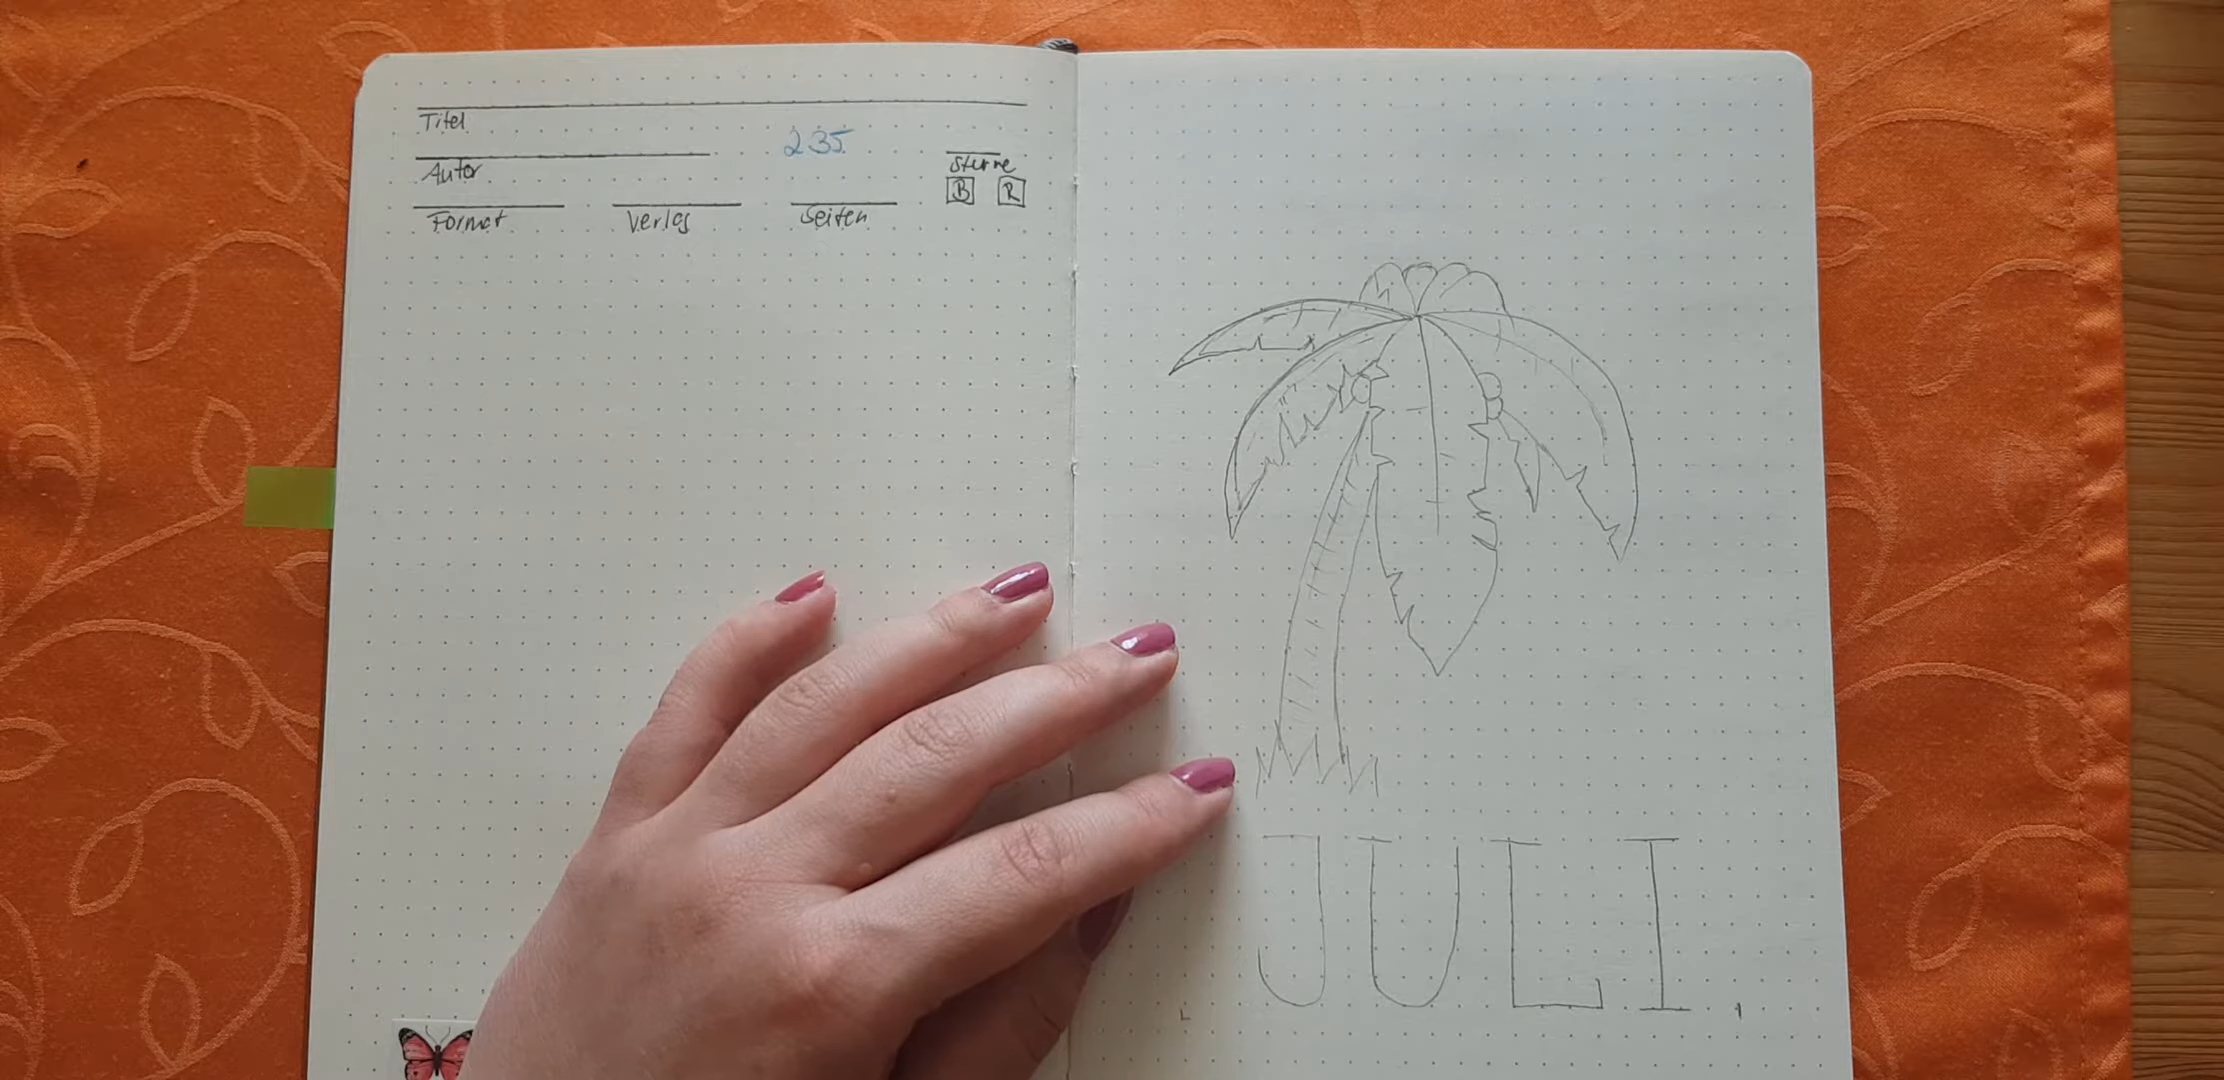 Titel
235
Autor
Sterne
B R
Format Verlag Seiten
JULI